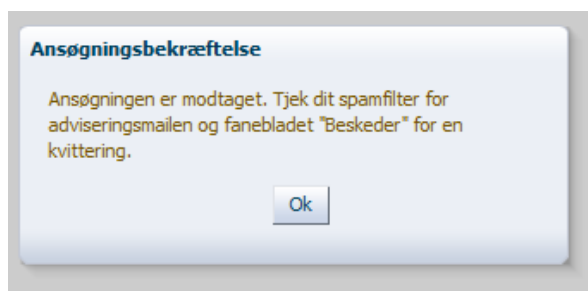 Ansøgningsbekræftelse
Ansøgningen er modtaget. Tjek dit spamfilter for
adviseringsmailen og fanebladet "Beskeder" for en
kvittering.
Ok